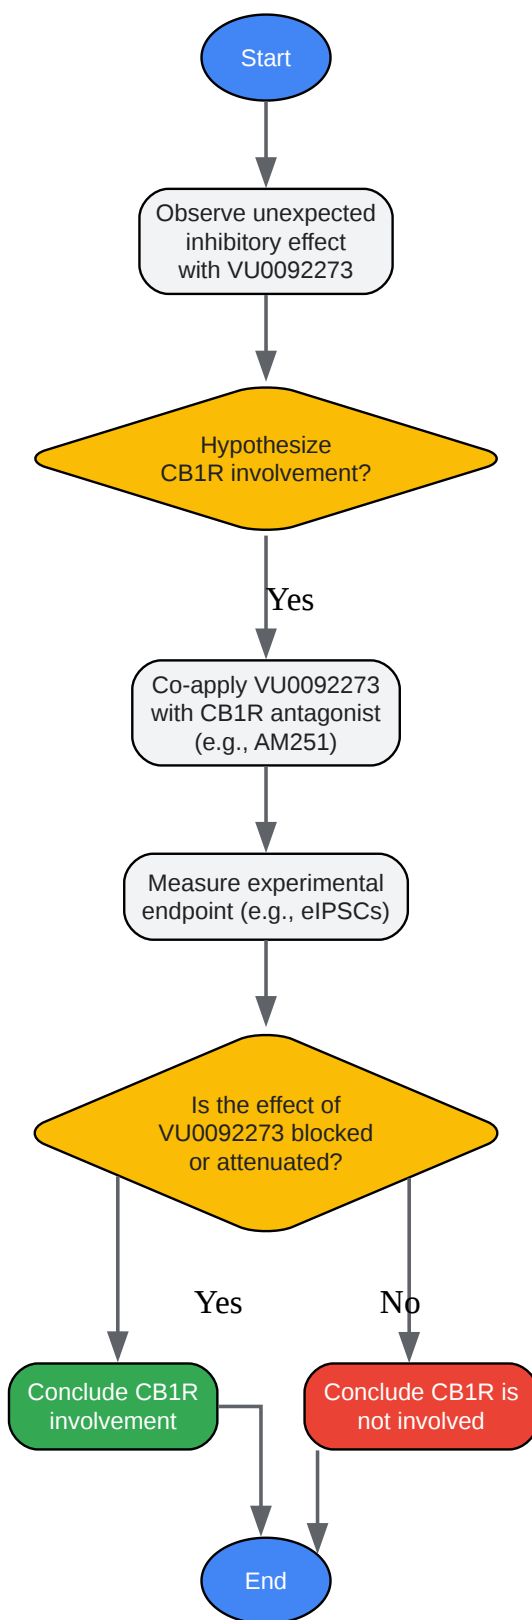 Start
Observe unexpected
inhibitory effect
with VU0092273
Hypothesize
CB1R involvement?
Yes
Co-apply VU0092273
with CB1R antagonist
(e.g., AM251)
Measure experimental
endpoint (e.g., eIPSCs)
Is the effect of
VU0092273 blocked
or attenuated?
Yes
No
Conclude CB1R
involvement
Conclude CB1R is
not involved
End